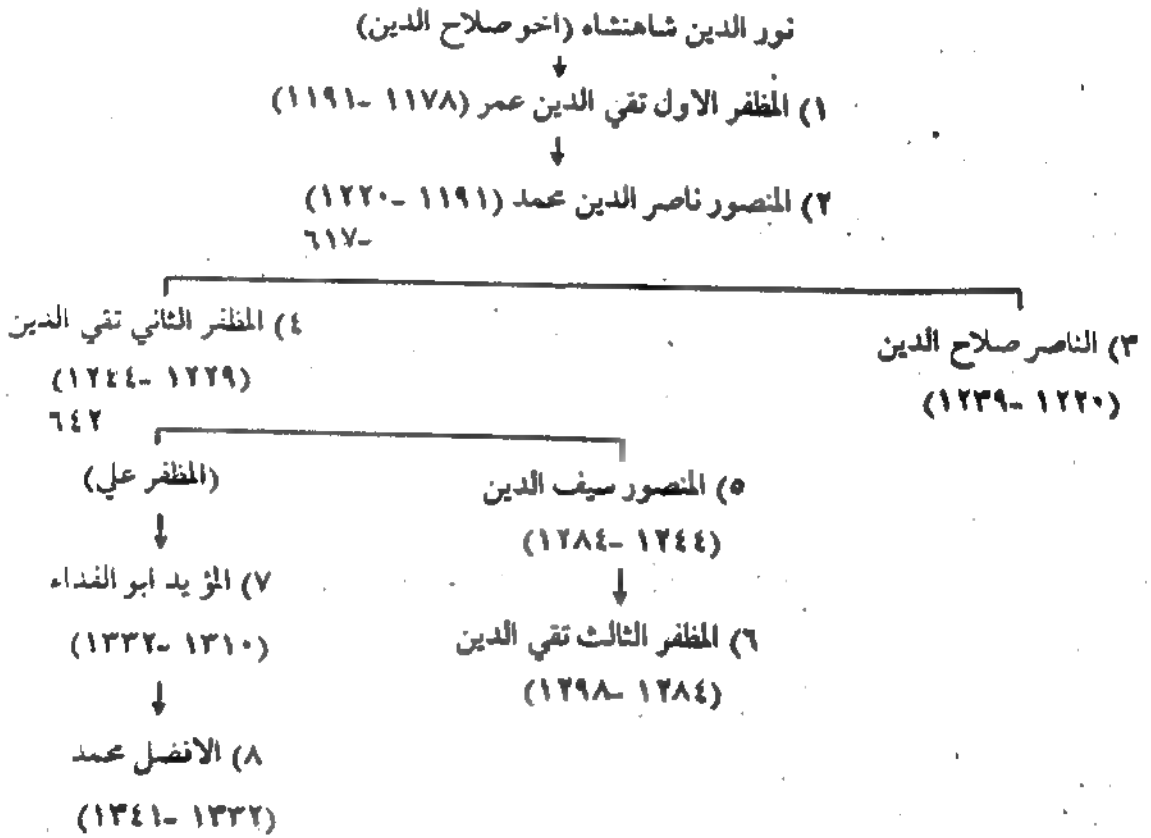 نور الدين شاهنشاه (اخو صلاح الدين)
١) المظفر الاول تقي الدين عمر (١١٧٨ -١١٩١)
٢) المنصور ناصر الدين محمد (١١٩١ -١٢٢٠)
-٦١٧
٣) الناصر صلاح الدين
(١٢٢٠ -١٢٣٩)
٤) المظفر الثاني تقي الدين
(١٢٢٩ -١٢٤٤)
٦٤٢
٥) المنصور سيف الدين
(١٢٤٤ -١٢٨٤)
٦) المظفر الثالث تقي الدين
(١٢٨٤ -١٢٩٨)
(المظفر علي)
٧) المؤيد ابو الفداء
(١٣١٠ -١٣٣٢)
٨) الافضل محمد
(١٣٣٢ -١٣٤١)